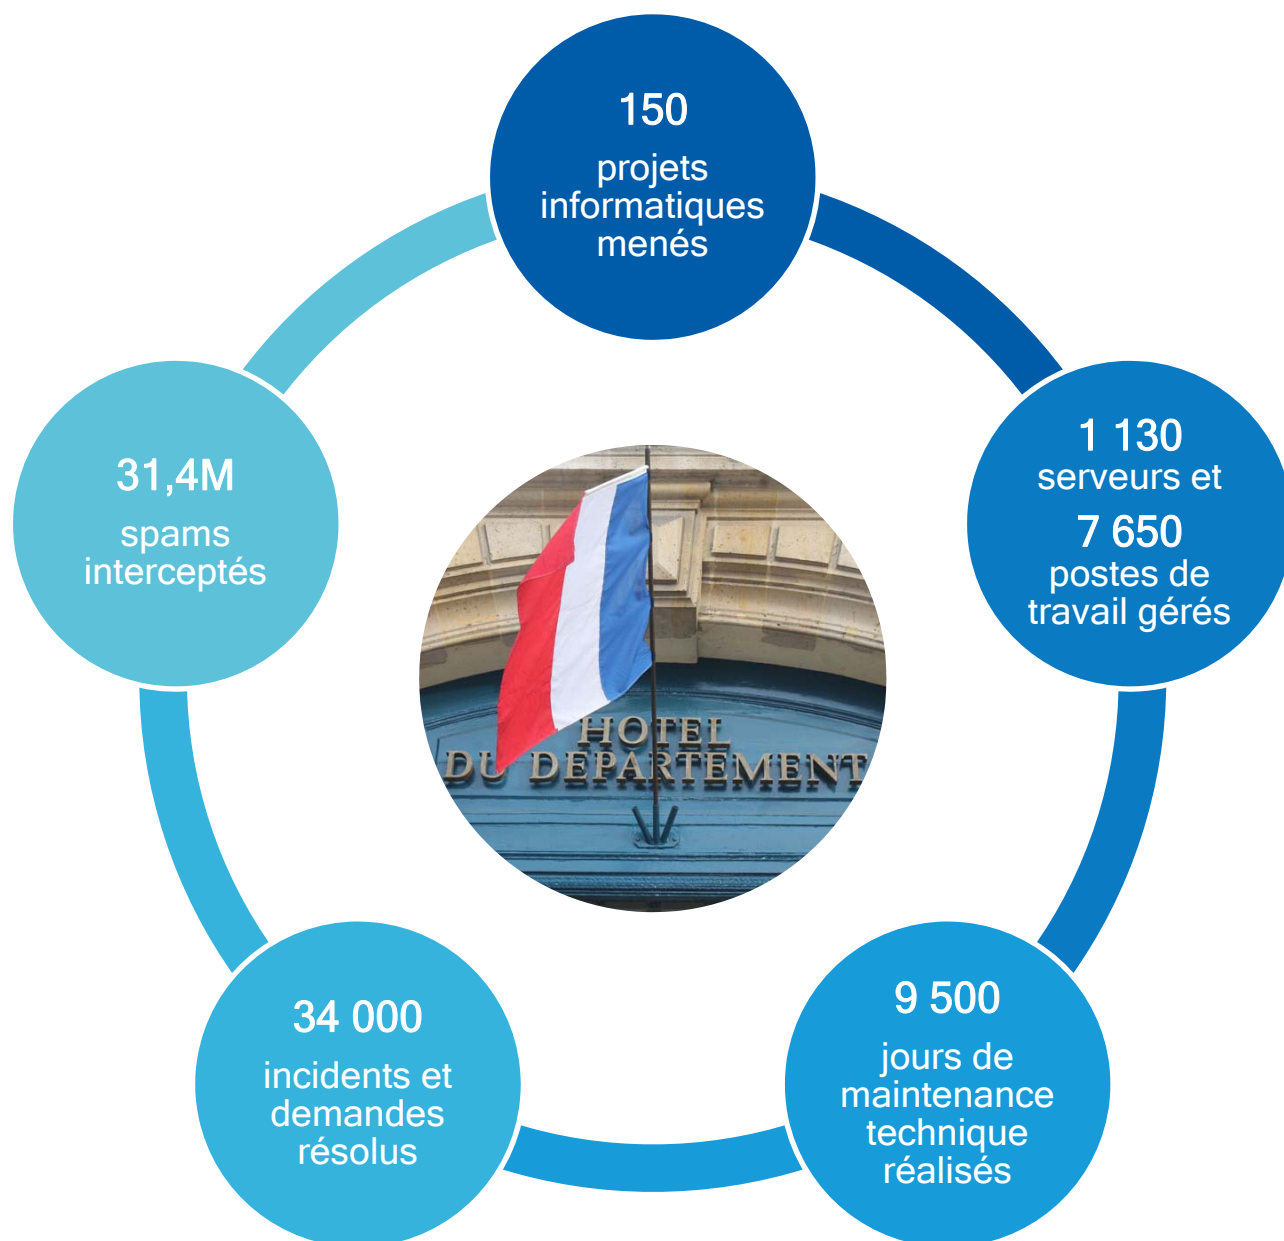 150
projets
informatiques
menés
1 130
serveurs et
7 650
postes de
travail gérés
9 500
jours de
maintenance
technique
réalisés
34 000
incidents et
demandes
résolus
31,4M
spams
interceptés
HOTEL
DU DEPARTEMENT